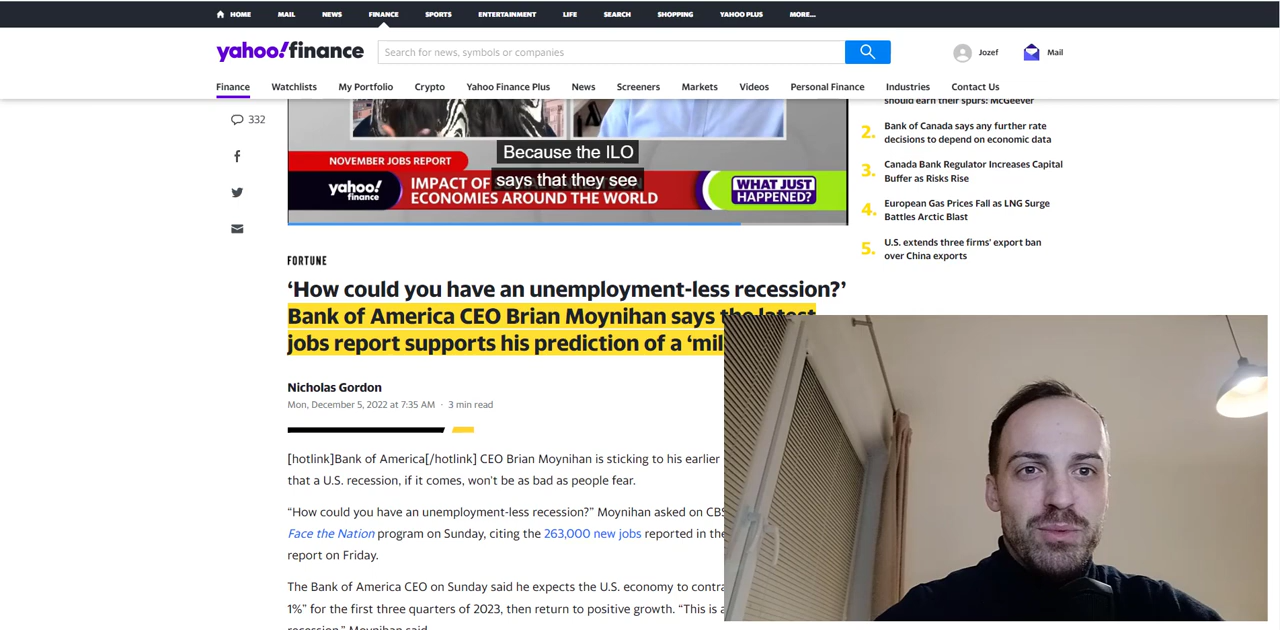 HOME MAIL NEWS FINANCE SPORTS ENTERTAINMENT LIFE SEARCH SHOPPING YAHOO PLUS MORE...
yahoo!finance
Search for news, symbols or companies
Jozef
Mail
Finance Watchlists My Portfolio Crypto Yahoo Finance Plus News Screeners Markets Videos Personal Finance Industries Contact Us
332
Because the ILO
says that they see
NOVEMBER JOBS REPORT
yahoo!
finance
IMPACT OF
ECONOMIES AROUND THE WORLD
WHAT JUST
HAPPENED?
should earn their spurs: McGeever
2. Bank of Canada says any further rate
decisions to depend on economic data
3. Canada Bank Regulator Increases Capital
Buffer as Risks Rise
4. European Gas Prices Fall as LNG Surge
Battles Arctic Blast
5. U.S. extends three firms' export ban
over China exports
FORTUNE
‘How could you have an unemployment-less recession?’
Bank of America CEO Brian Moynihan says the latest
jobs report supports his prediction of a ‘mil
Nicholas Gordon
Mon, December 5, 2022 at 7:35 AM · 3 min read
[hotlink]Bank of America[/hotlink] CEO Brian Moynihan is sticking to his earlier
that a U.S. recession, if it comes, won't be as bad as people fear.
“How could you have an unemployment-less recession?” Moynihan asked on CBS
Face the Nation program on Sunday, citing the 263,000 new jobs reported in the
report on Friday.
The Bank of America CEO on Sunday said he expects the U.S. economy to contra
1%” for the first three quarters of 2023, then return to positive growth. “This is a
recession,” Moynihan said.